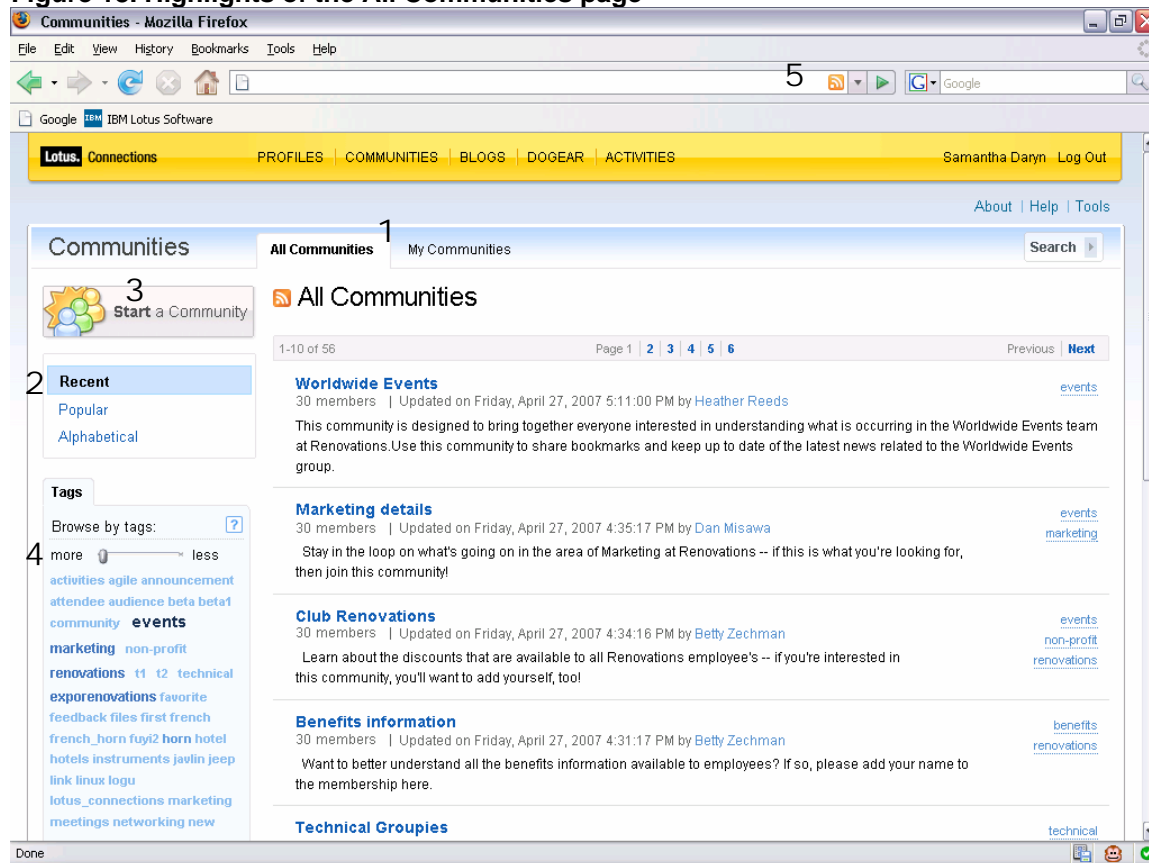 Figure 10. Highlights of the All Communities page
Communities - Mozilla Firefox
File Edit View History Bookmarks Tools Help
5
G Google
Google IBM IBM Lotus Software
Lotus. Connections PROFILES COMMUNITIES BLOGS DOGEAR ACTIVITIES Samantha Daryn Log Out
About | Help | Tools
1
Communities All Communities My Communities Search
3
Start a Community
All Communities
1-10 of 56 Page 1 | 2 | 3 | 4 | 5 | 6 Previous | Next
2
Recent
Popular
Alphabetical
Tags
Browse by tags: ?
4
more less
activities agile announcement
attendee audience beta beta1
community events
marketing non-profit
renovations t1 t2 technical
exporenovations favorite
feedback files first french
french_horn fuyi2 horn hotel
hotels instruments javlin jeep
link linux logu
lotus_connections marketing
meetings networking new
Worldwide Events
30 members | Updated on Friday, April 27, 2007 5:11:00 PM by Heather Reeds
events
This community is designed to bring together everyone interested in understanding what is occurring in the Worldwide Events team
at Renovations.Use this community to share bookmarks and keep up to date of the latest news related to the Worldwide Events
group.
Marketing details
30 members | Updated on Friday, April 27, 2007 4:35:17 PM by Dan Misawa
events
marketing
Stay in the loop on what's going on in the area of Marketing at Renovations -- if this is what you're looking for,
then join this community!
Club Renovations
30 members | Updated on Friday, April 27, 2007 4:34:16 PM by Betty Zechman
events
non-profit
renovations
Learn about the discounts that are available to all Renovations employee's -- if you're interested in
this community, you'll want to add yourself, too!
Benefits information
30 members | Updated on Friday, April 27, 2007 4:31:17 PM by Betty Zechman
benefits
renovations
Want to better understand all the benefits information available to employees? If so, please add your name to
the membership here.
Technical Groupies
technical
Done